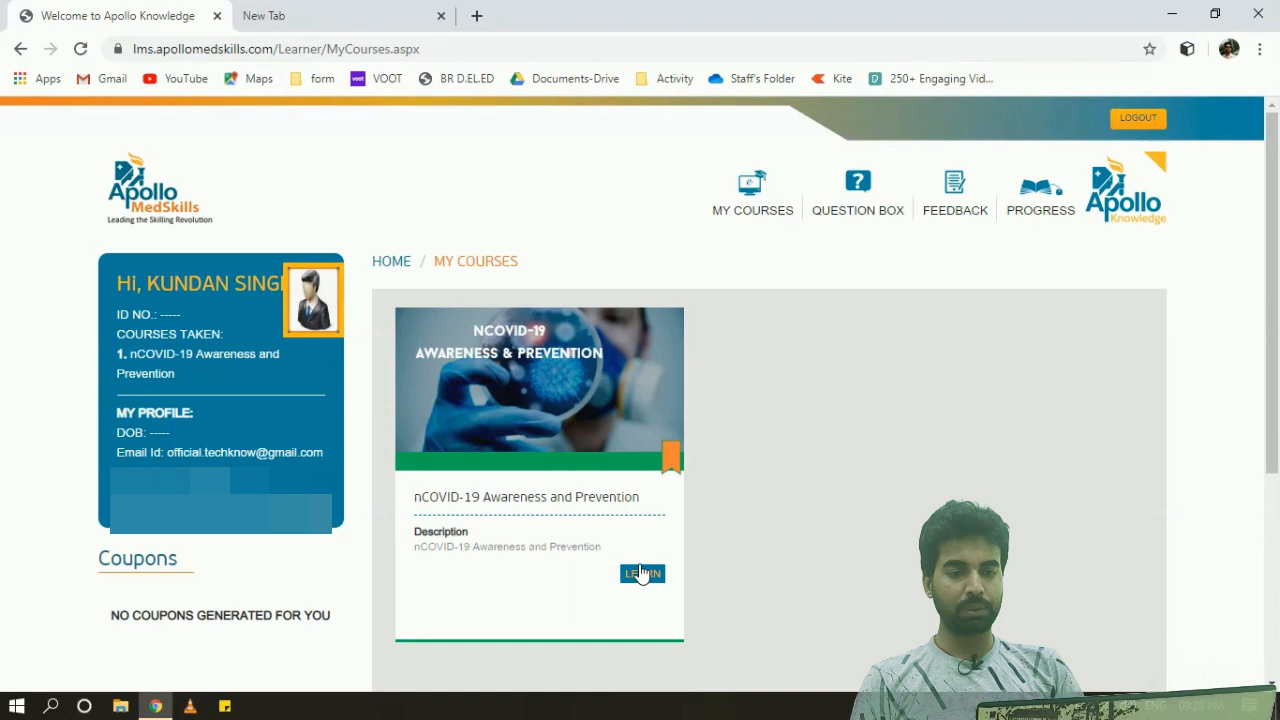 Welcome to Apollo Knowledge
New Tab
lms.apollomedskills.com/Learner/MyCourses.aspx
Apps
Gmail
YouTube
Maps
form
VOOT
BR D.EL.ED
Documents-Drive
Activity
Staff's Folder
Kite
250+ Engaging Vid...
LOGOUT
Apollo
MedSkills
Leading the Skilling Revolution
MY COURSES
QUESTION BOX
FEEDBACK
PROGRESS
Apollo
Knowledge
Hi, KUNDAN
ID NO.: -----
COURSES TAKEN:
1. nCOVID-19 Awareness and
Prevention
MY PROFILE:
DOB: -----
Email Id: official.techknow@gmail.com
Coupons
NO COUPONS GENERATED FOR YOU
HOME / MY COURSES
NCOVID-19
AWARENESS & PREVENTION
nCOVID-19 Awareness and Prevention
Description
nCOVID-19 Awareness and Prevention
ENG